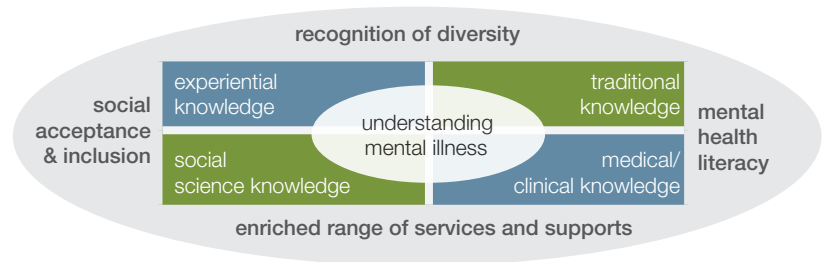 recognition of diversity
social
acceptance
& inclusion
experiential
knowledge
traditional
knowledge
understanding
mental illness
social
science knowledge
medical/
clinical knowledge
mental
health
literacy
enriched range of services and supports